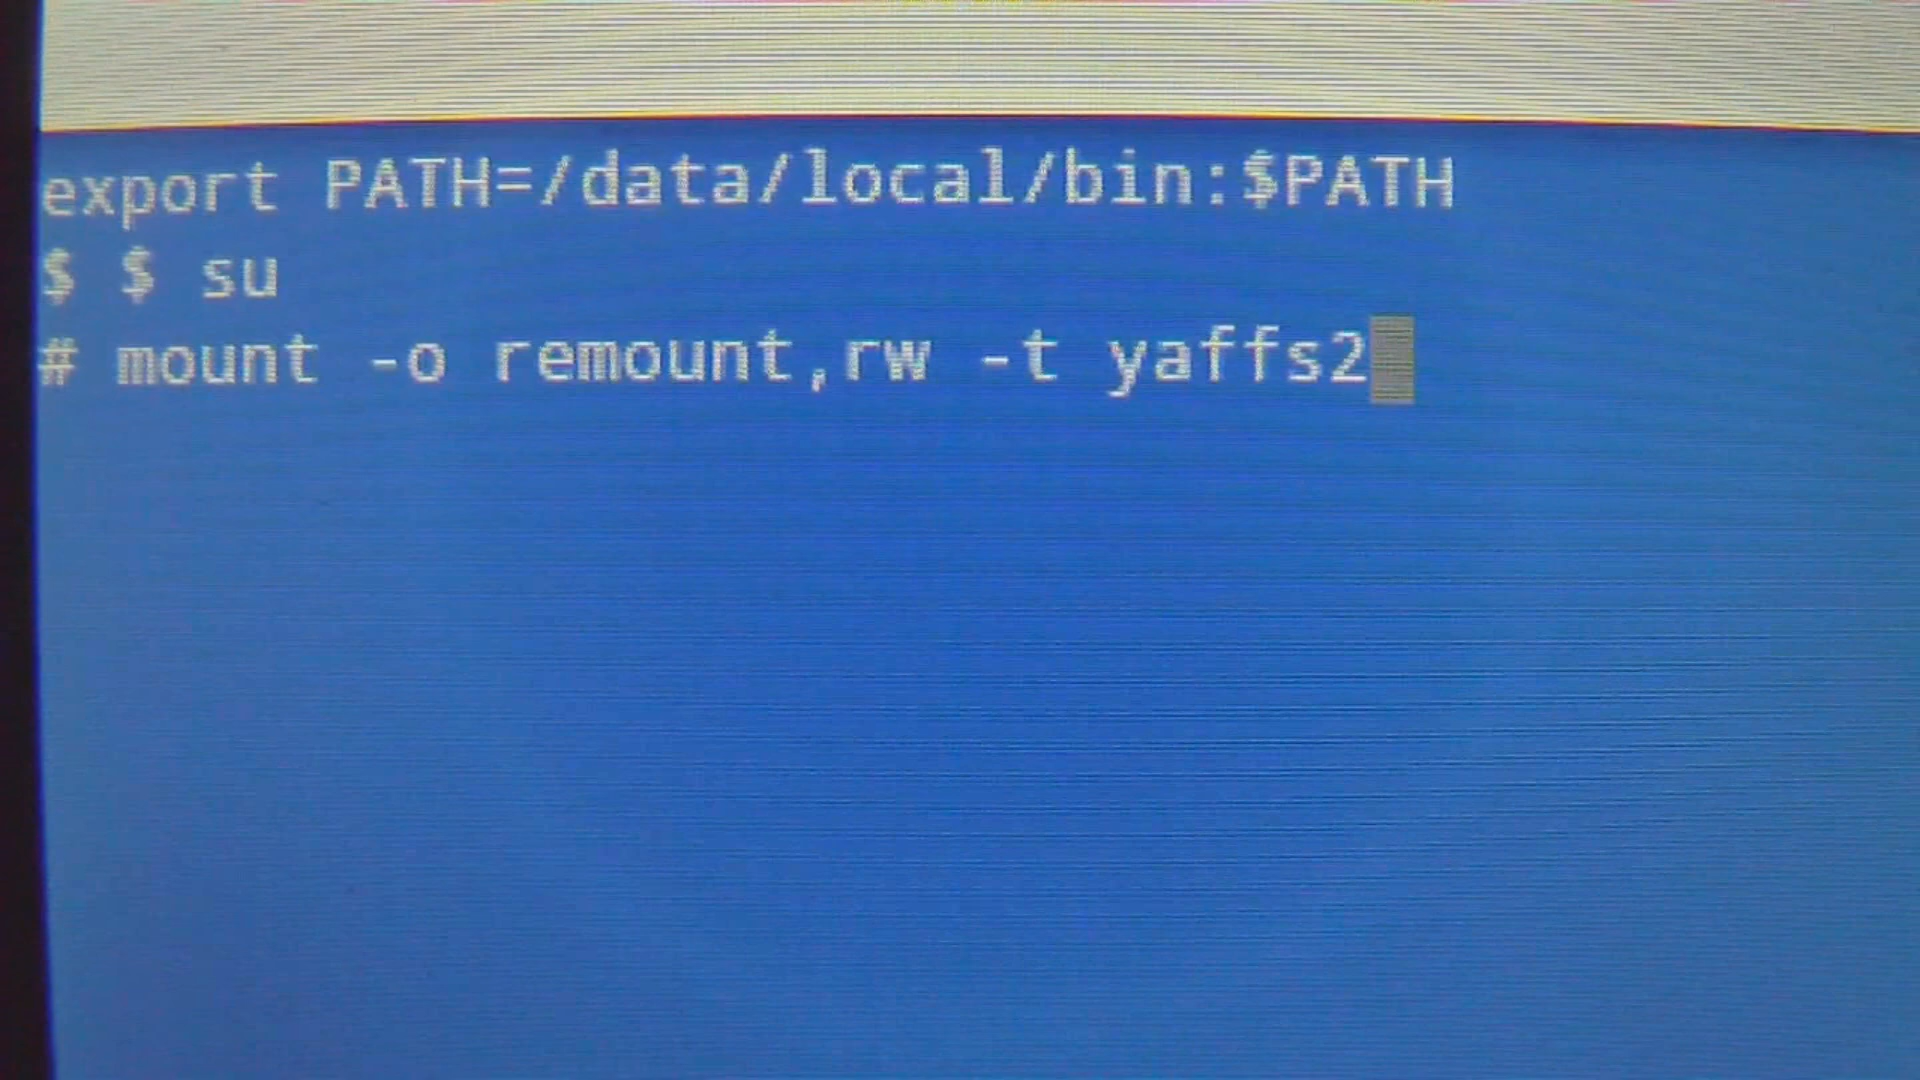 export PATH=/data/local/bin:$PATH
$ $ su
# mount -o remount,rw -t yaffs2